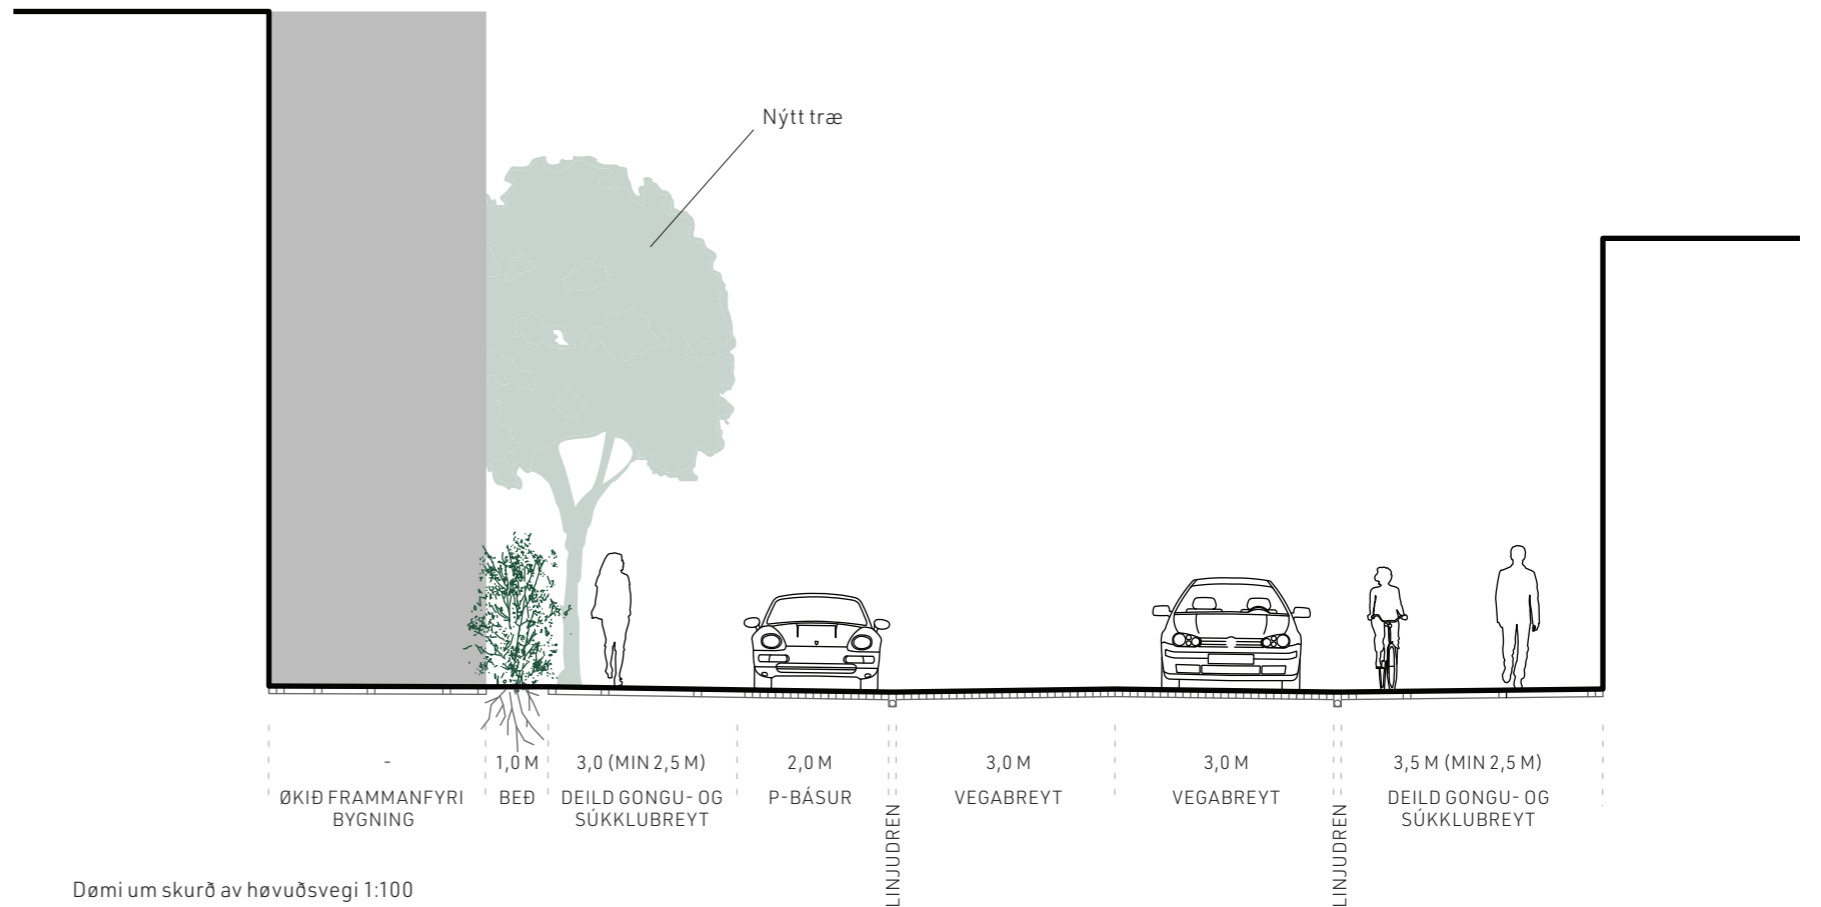 Nýtt træ
- 1,0 M 3,0 (MIN 2,5 M) 2,0 M 3,0 M 3,0 M 3,5 M (MIN 2,5 M)
ØKIÐ FRAMMANFYRI
BYGNING
BEÐ
DEILD GONGU- OG
SÚKKLUBREYT
P-BÁSUR
LINJUDREN
VEGABREYT
VEGABREYT
LINJUDREN
DEILD GONGU- OG
SÚKKLUBREYT
Dømi um skurð av høvuðsvegi 1:100